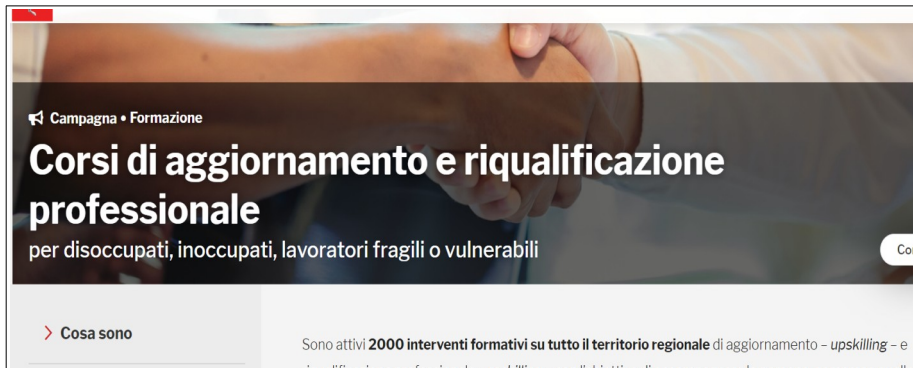 Campagna • Formazione
Corsi di aggiornamento e riqualificazione
professionale
per disoccupati, inoccupati, lavoratori fragili o vulnerabili
Cosa sono
Sono attivi 2000 interventi formativi su tutto il territorio regionale di aggiornamento – upskilling – e